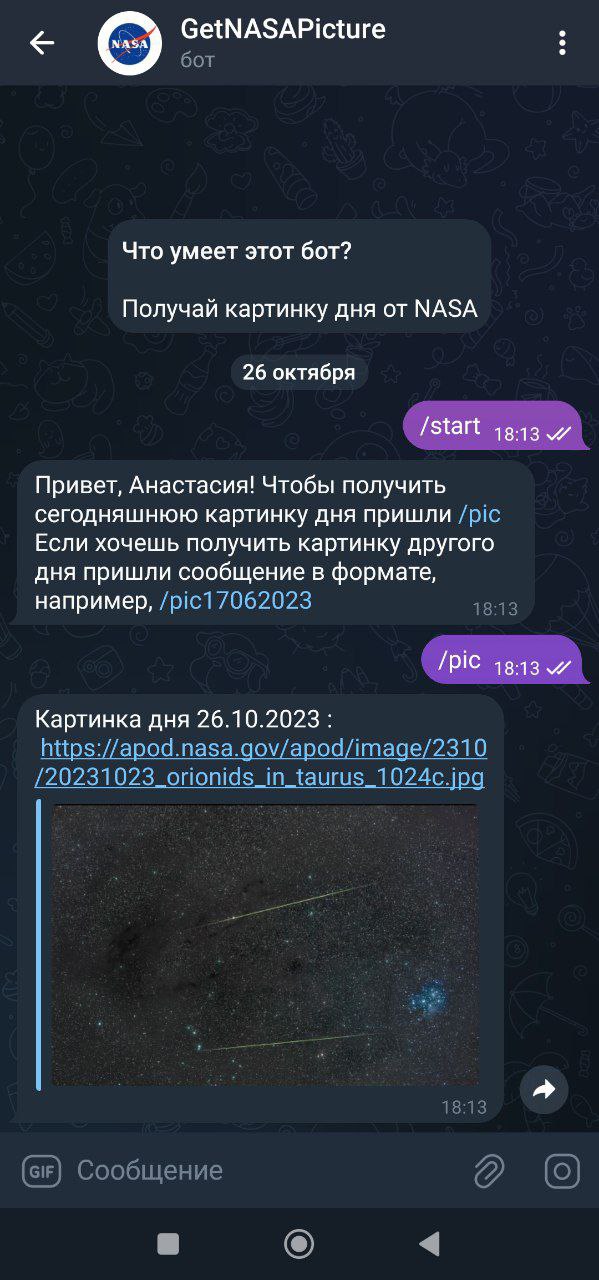 NASA
GetNASAPicture
бот
Что умеет этот бот?
Получай картинку дня от NASA
26 октября
/start 18:13
Привет, Анастасия! Чтобы получить
сегодняшнюю картинку дня пришли /pic
Если хочешь получить картинку другого
дня пришли сообщение в формате,
например, /pic17062023
18:13
/pic 18:13
Картинка дня 26.10.2023 :
https://apod.nasa.gov/apod/image/2310
/20231023_orionids_in_taurus_1024c.jpg
18:13
GIF Сообщение